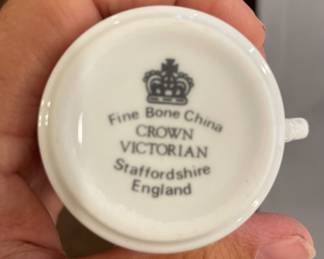 Fine Bone China
CROWN
VICTORIAN
Staffordshire
England